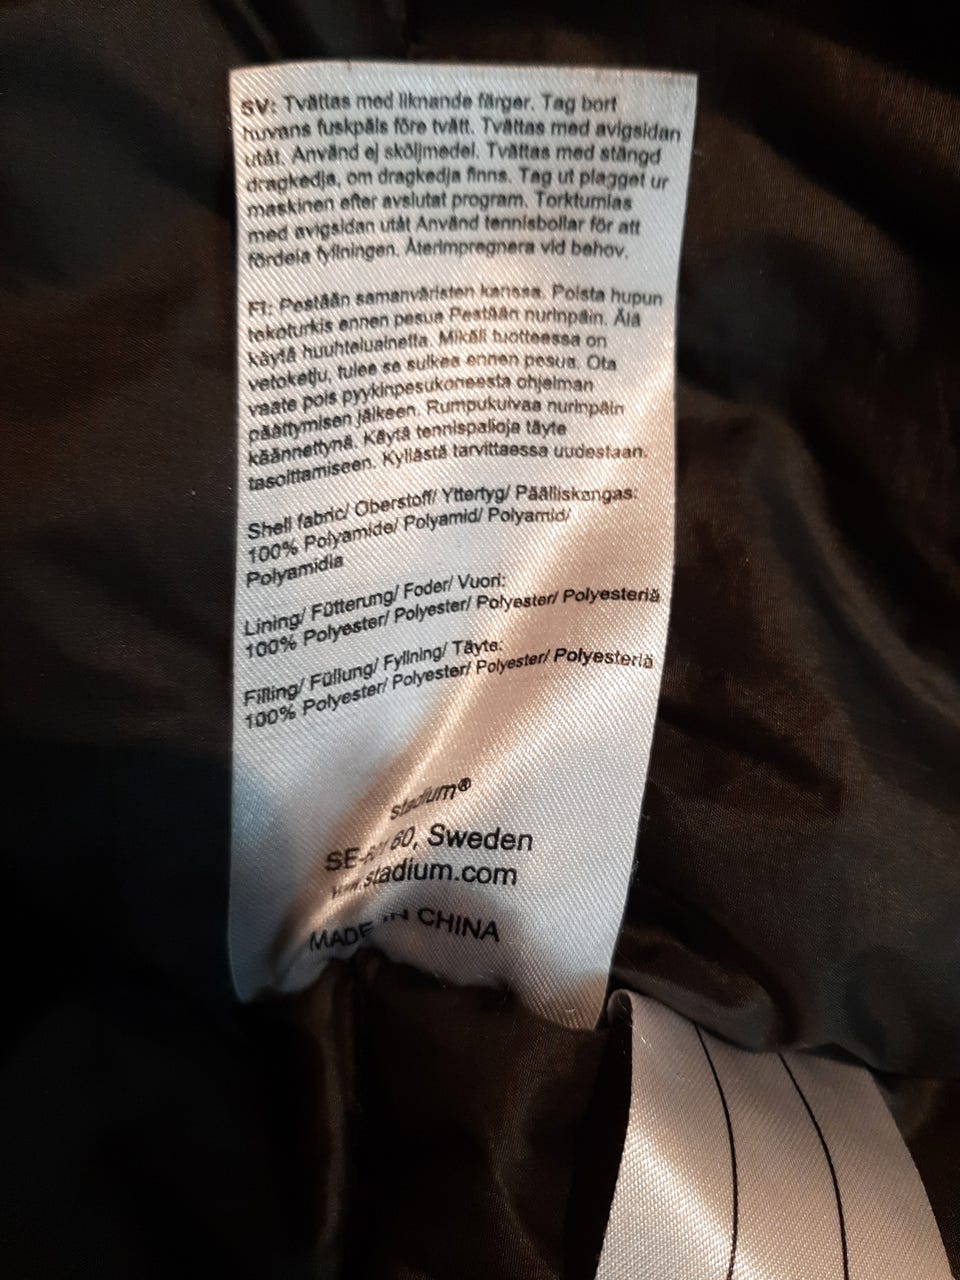 SV: Tvättas med liknande färger. Tag bort
huvans fuskpäls före tvätt. Tvättas med avigsidan
utåt. Använd ej sköljmedel. Tvättas med stängd
dragkedja, om dragkedja finns. Tag ut plagget ur
maskinen efter avslutat program. Torktumlas
med avigsidan utåt Använd tennisbollar för att
fördela fyllningen. Återimpregnera vid behov.
FI: Pestään samanväristen kanssa. Poista hupun
tekoturkis ennen pesua Pestään nurinpäin. Älä
käytä huuhteluainetta. Mikäli tuotteessa on
vetoketju, tulee se sulkea ennen pesua. Ota
vaate pois pyykinpesukoneesta ohjelman
päättymisen jälkeen. Rumpukuivaa nurinpäin
käännettynä. Käytä tennispalloja täyte
tasoittamiseen. Kyllästä tarvittaessa uudestaan.
Shell fabric/ Oberstoff/ Yttertyg/ Päälliskangas:
100% Polyamide/ Polyamid/ Polyamid/
Polyamidia
Lining/ Fütterung/ Foder/ Vuori:
100% Polyester/ Polyester/ Polyester/ Polyesteriä
Filling/ Füllung/ Fyllning/ Täyte:
100% Polyester/ Polyester/ Polyester/ Polyesteriä
stadium®
60, Sweden
www.stadium.com
MADE IN CHINA